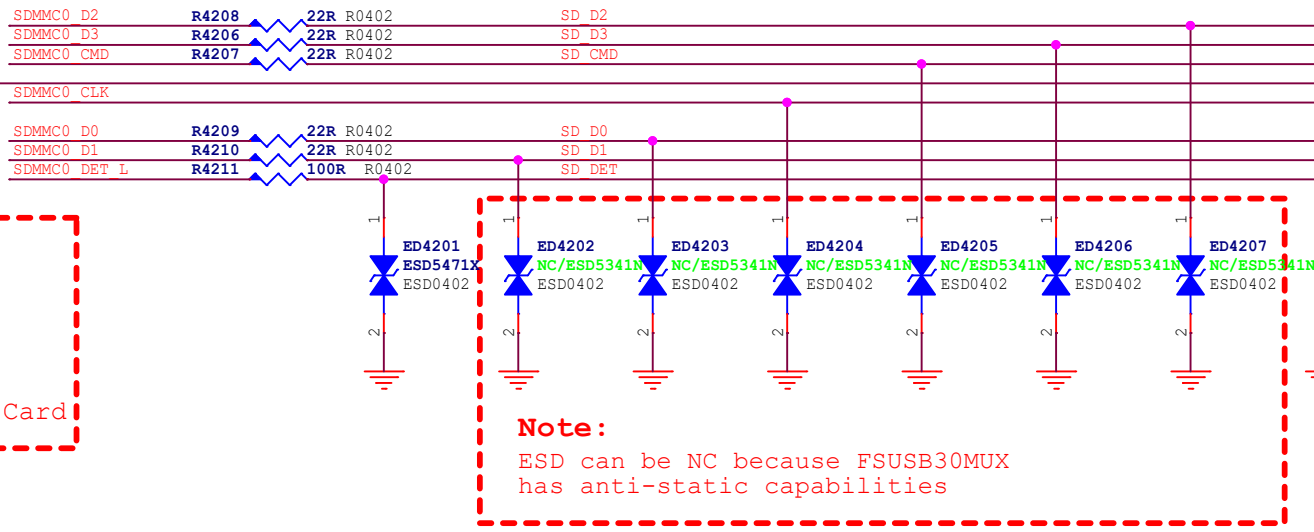 SDMMC0_D2 R4208 22R R0402 SD_D2
SDMMC0_D3 R4206 22R R0402 SD_D3
SDMMC0_CMD R4207 22R R0402 SD_CMD
SDMMC0_CLK
SDMMC0_D0 R4209 22R R0402 SD_D0
SDMMC0_D1 R4210 22R R0402 SD_D1
SDMMC0_DET_L R4211 100R R0402 SD_DET
1 1 1 1 1 1 1
ED4201 ED4202 ED4203 ED4204 ED4205 ED4206 ED4207
ESD5471X NC/ESD5341N NC/ESD5341N NC/ESD5341N NC/ESD5341N NC/ESD5341N NC/ESD5341N
ESD0402 ESD0402 ESD0402 ESD0402 ESD0402 ESD0402 ESD0402
2 2 2 2 2 2 2
Card
Note:
ESD can be NC because FSUSB30MUX
has anti-static capabilities